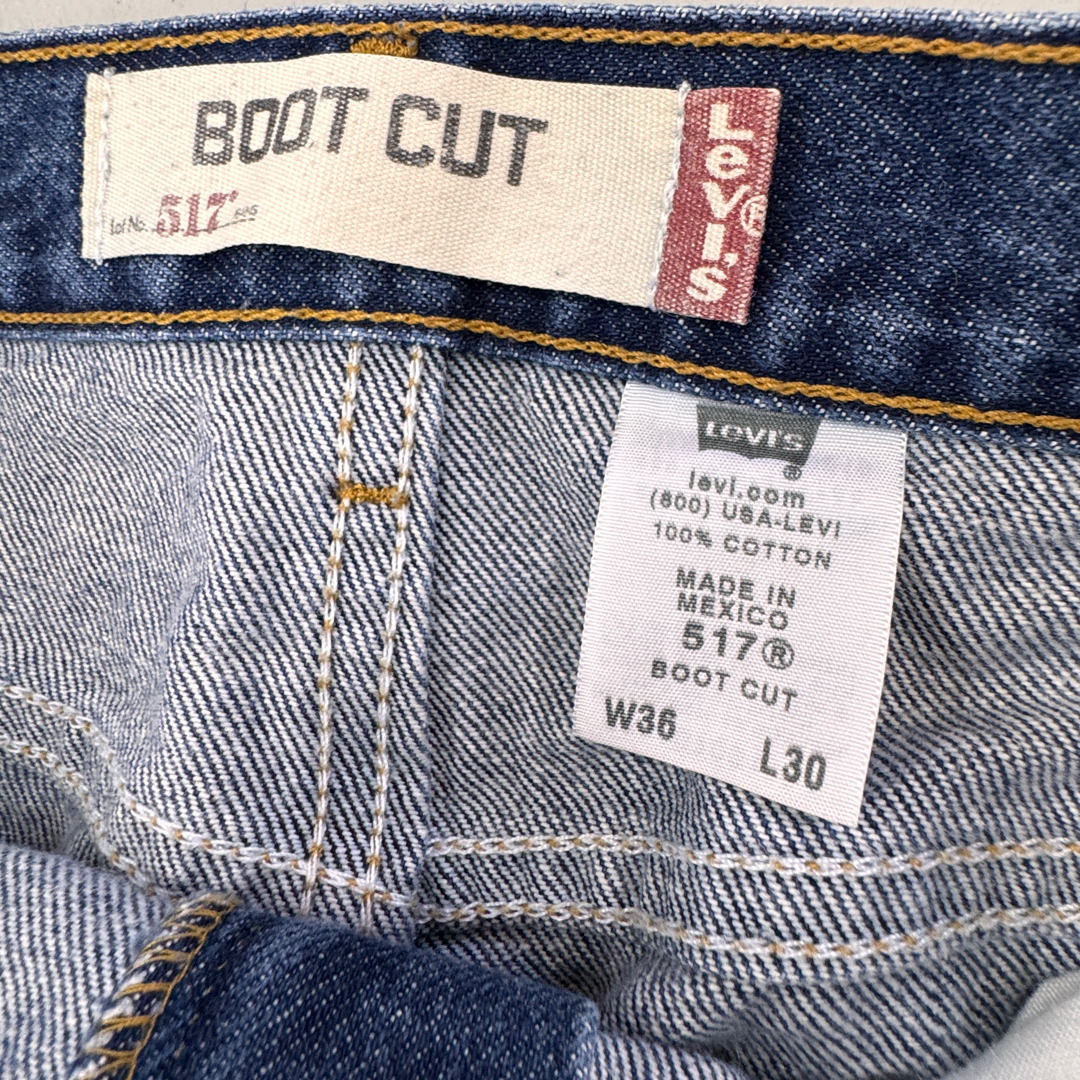 BOOT CUT
Lot No. 517
LeVI'S®
LEVI'S
®
levi.com
(800) USA-LEVI
100% COTTON
MADE IN
MEXICO
517®
BOOT CUT
W36
L30